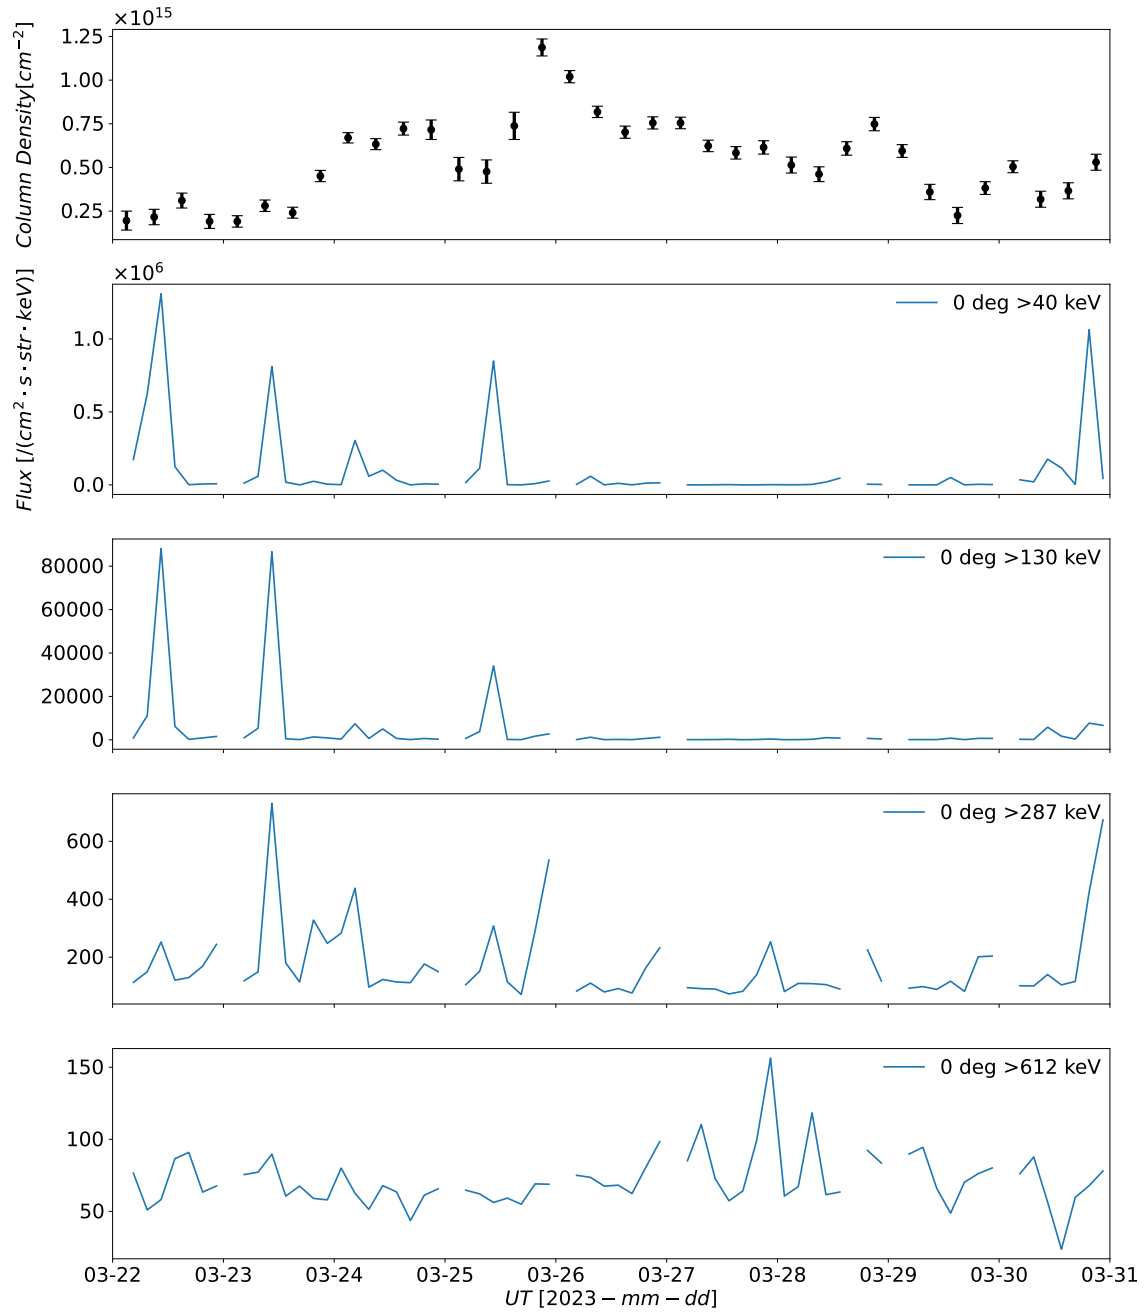 ×10^15
Column Density[cm^−2]
1.25
1.00
0.75
0.50
0.25
×10^6
Flux [/(cm^2 · s · str · keV)]
0 deg >40 keV
1.0
0.5
0.0
0 deg >130 keV
80000
60000
40000
20000
0
0 deg >287 keV
600
400
200
0 deg >612 keV
150
100
50
03-22 03-23 03-24 03-25 03-26 03-27 03-28 03-29 03-30 03-31
UT [2023 − mm − dd]